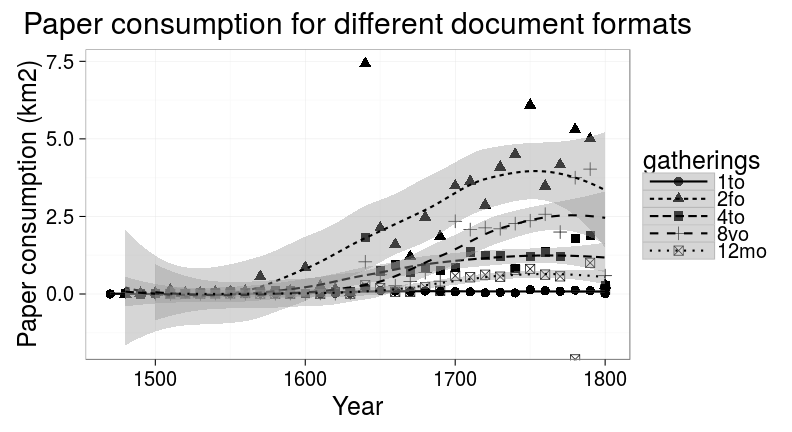 Paper consumption for different document formats
Paper consumption (km2)
7.5
5.0
2.5
0.0
1500 1600 1700 1800
Year
gatherings
1to
2fo
4to
8vo
12mo